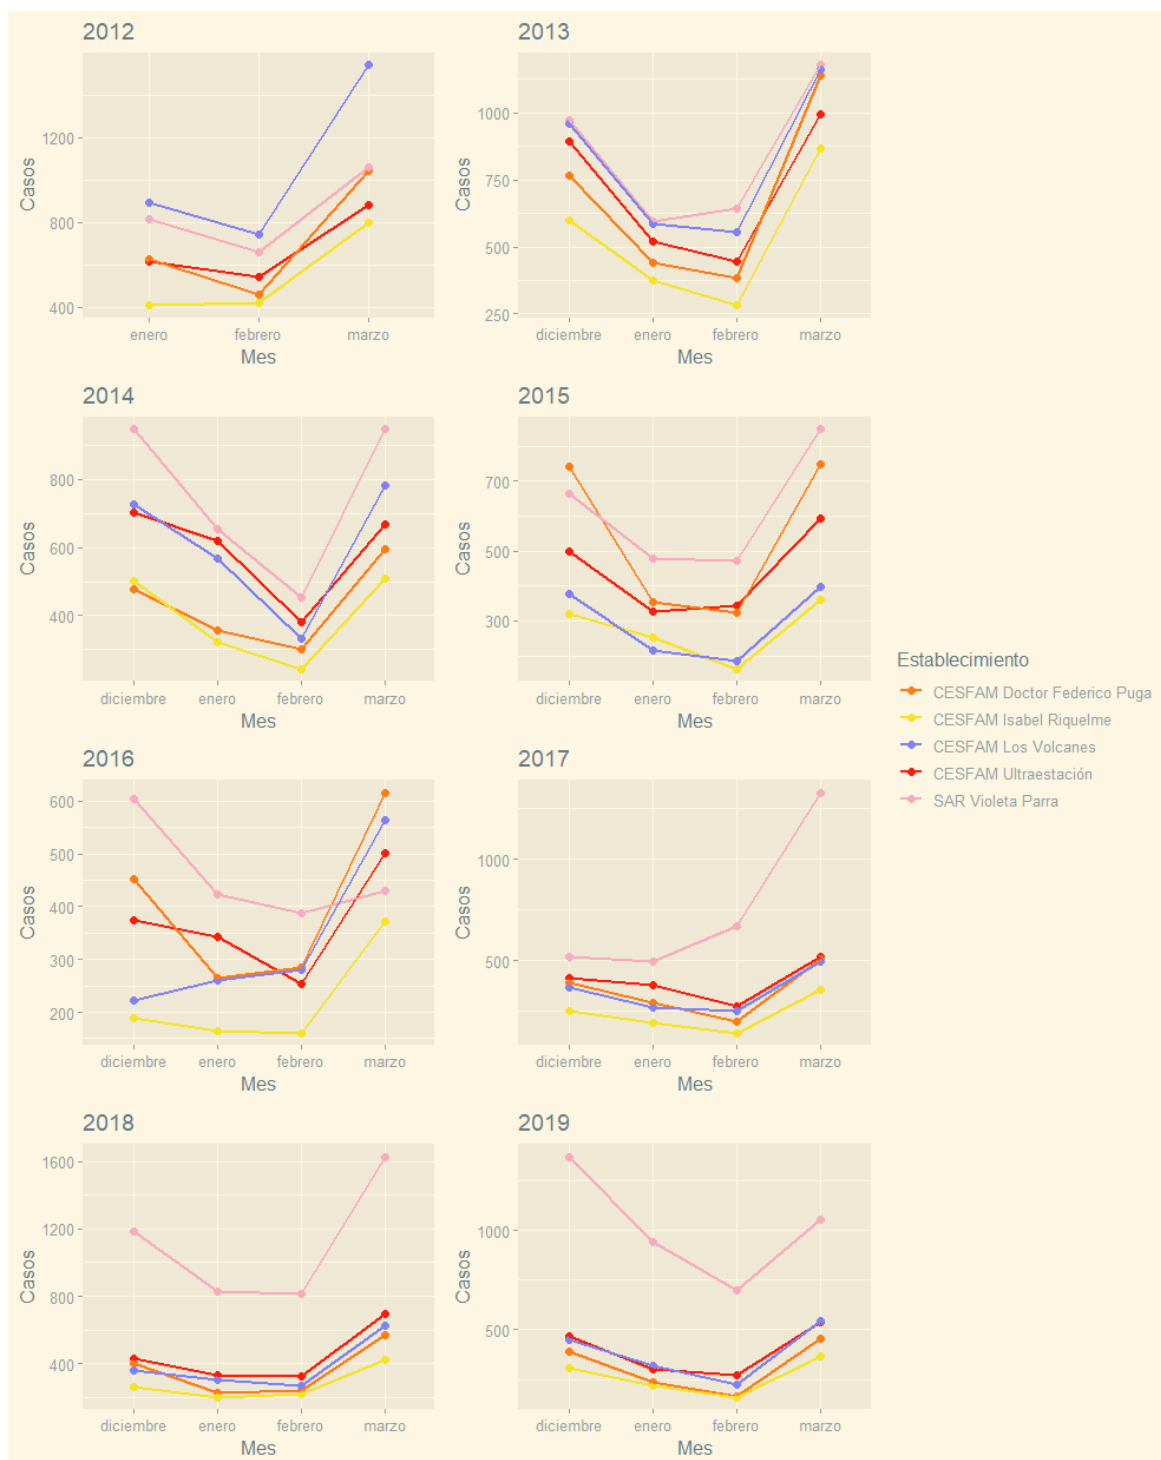 2012
Casos
1200
800
400
enero febrero marzo
Mes
2013
Casos
1000
750
500
250
diciembre enero febrero marzo
Mes
2014
Casos
800
600
400
diciembre enero febrero marzo
Mes
2015
Casos
700
500
300
diciembre enero febrero marzo
Mes
Establecimiento
CESFAM Doctor Federico Puga
CESFAM Isabel Riquelme
CESFAM Los Volcanes
CESFAM Ultraestación
SAR Violeta Parra
2016
Casos
600
500
400
300
200
diciembre enero febrero marzo
Mes
2017
Casos
1000
500
diciembre enero febrero marzo
Mes
2018
Casos
1600
1200
800
400
diciembre enero febrero marzo
Mes
2019
Casos
1000
500
diciembre enero febrero marzo
Mes